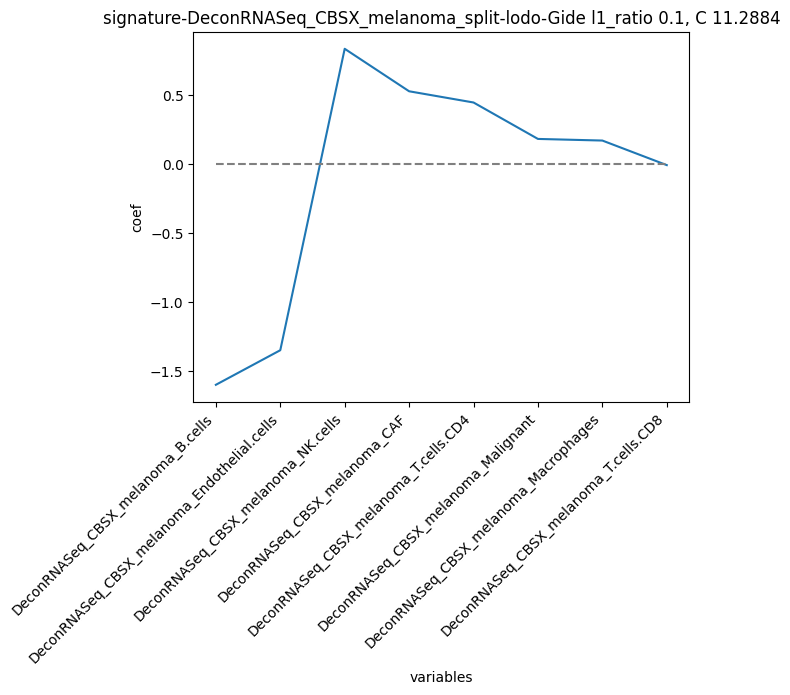 signature-DeconRNASeq_CBSX_melanoma_split-lodo-Gide l1_ratio 0.1, C 11.2884
0.5
0.0
−0.5
−1.0
−1.5
coef
DeconRNASeq_CBSX_melanoma_B.cells
DeconRNASeq_CBSX_melanoma_Endothelial.cells
DeconRNASeq_CBSX_melanoma_NK.cells
DeconRNASeq_CBSX_melanoma_CAF
DeconRNASeq_CBSX_melanoma_T.cells.CD4
DeconRNASeq_CBSX_melanoma_Malignant
DeconRNASeq_CBSX_melanoma_Macrophages
DeconRNASeq_CBSX_melanoma_T.cells.CD8
variables